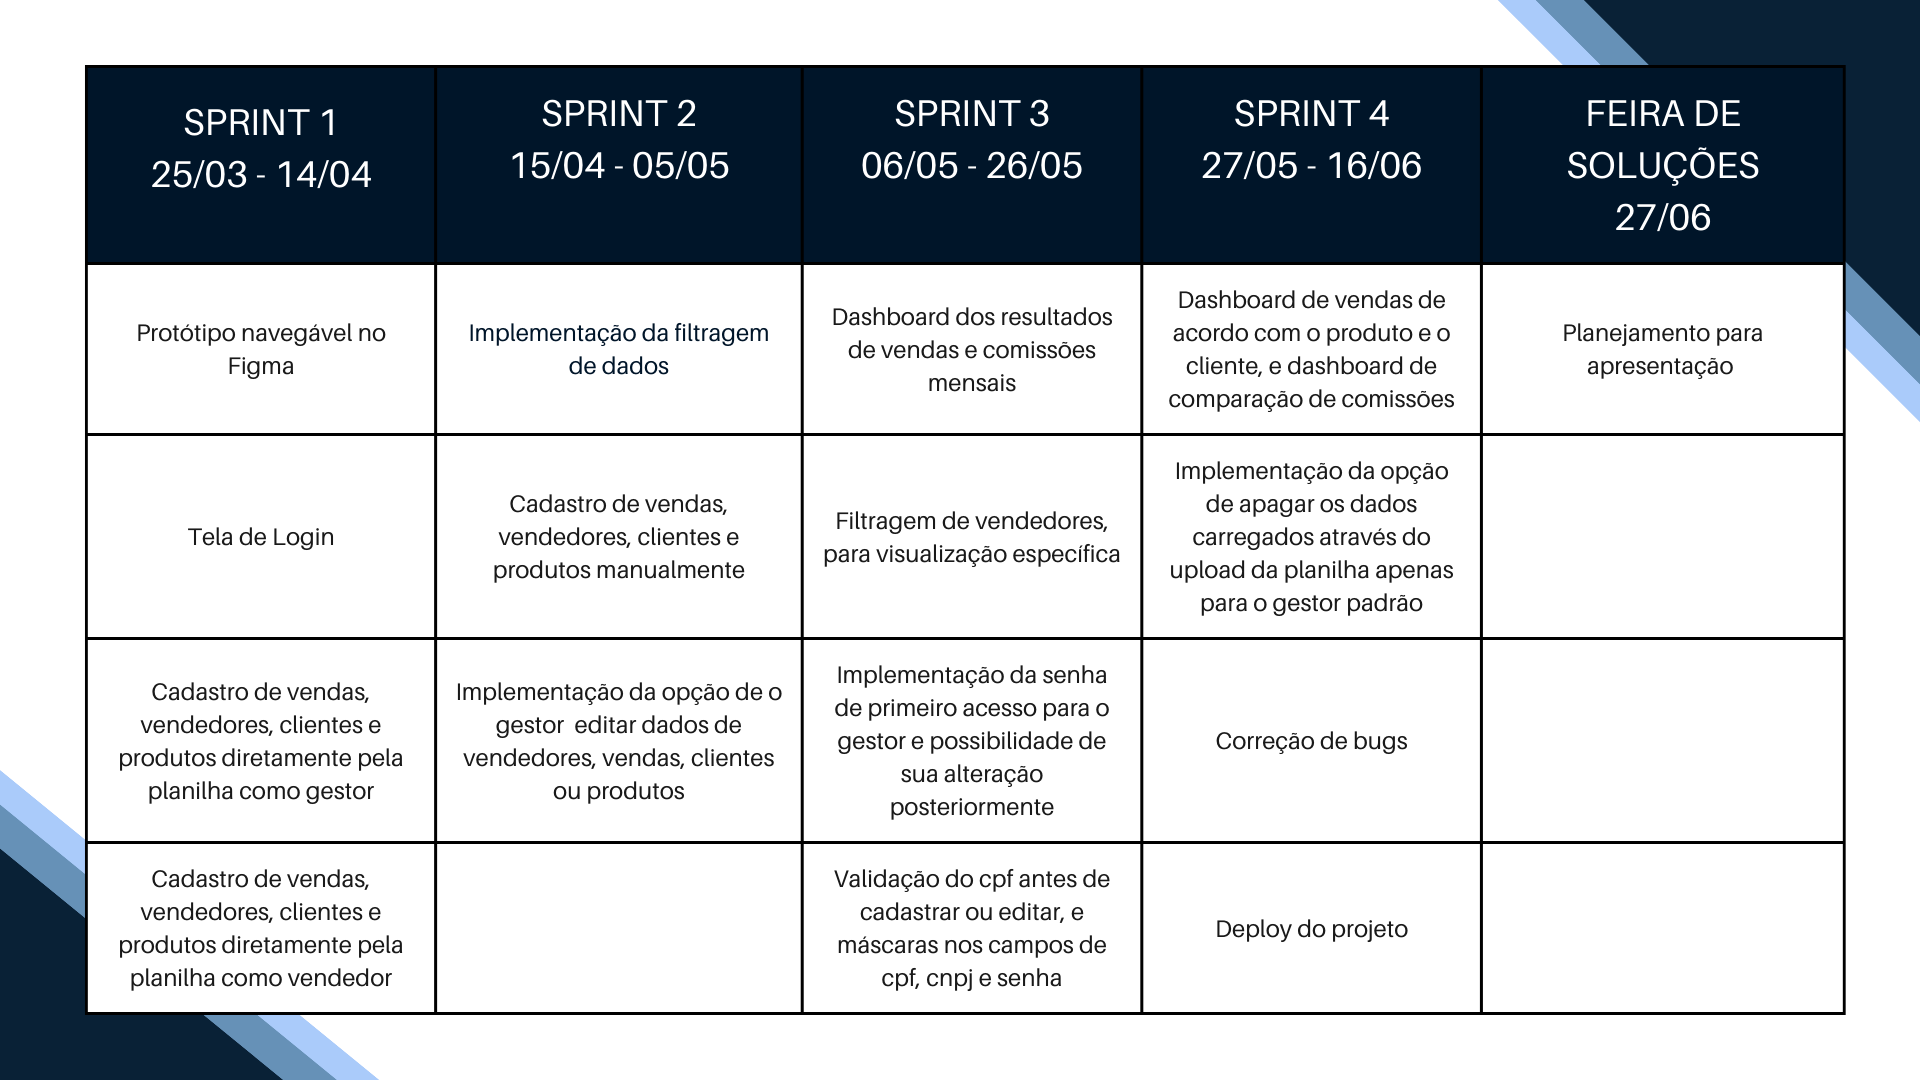 SPRINT 1
25/03 - 14/04
SPRINT 2
15/04 - 05/05
SPRINT 3
06/05 - 26/05
SPRINT 4
27/05 - 16/06
FEIRA DE
SOLUÇÕES
27/06
Protótipo navegável no
Figma
Implementação da filtragem
de dados
Dashboard dos resultados
de vendas e comissões
mensais
Dashboard de vendas de
acordo com o produto e o
cliente, e dashboard de
comparação de comissões
Planejamento para
apresentação
Tela de Login
Cadastro de vendas,
vendedores, clientes e
produtos manualmente
Filtragem de vendedores,
para visualização específica
Implementação da opção
de apagar os dados
carregados através do
upload da planilha apenas
para o gestor padrão
Cadastro de vendas,
vendedores, clientes e
produtos diretamente pela
planilha como gestor
Implementação da opção de o
gestor  editar dados de
vendedores, vendas, clientes
ou produtos
Implementação da senha
de primeiro acesso para o
gestor e possibilidade de
sua alteração
posteriormente
Correção de bugs
Cadastro de vendas,
vendedores, clientes e
produtos diretamente pela
planilha como vendedor
Validação do cpf antes de
cadastrar ou editar, e
máscaras nos campos de
cpf, cnpj e senha
Deploy do projeto